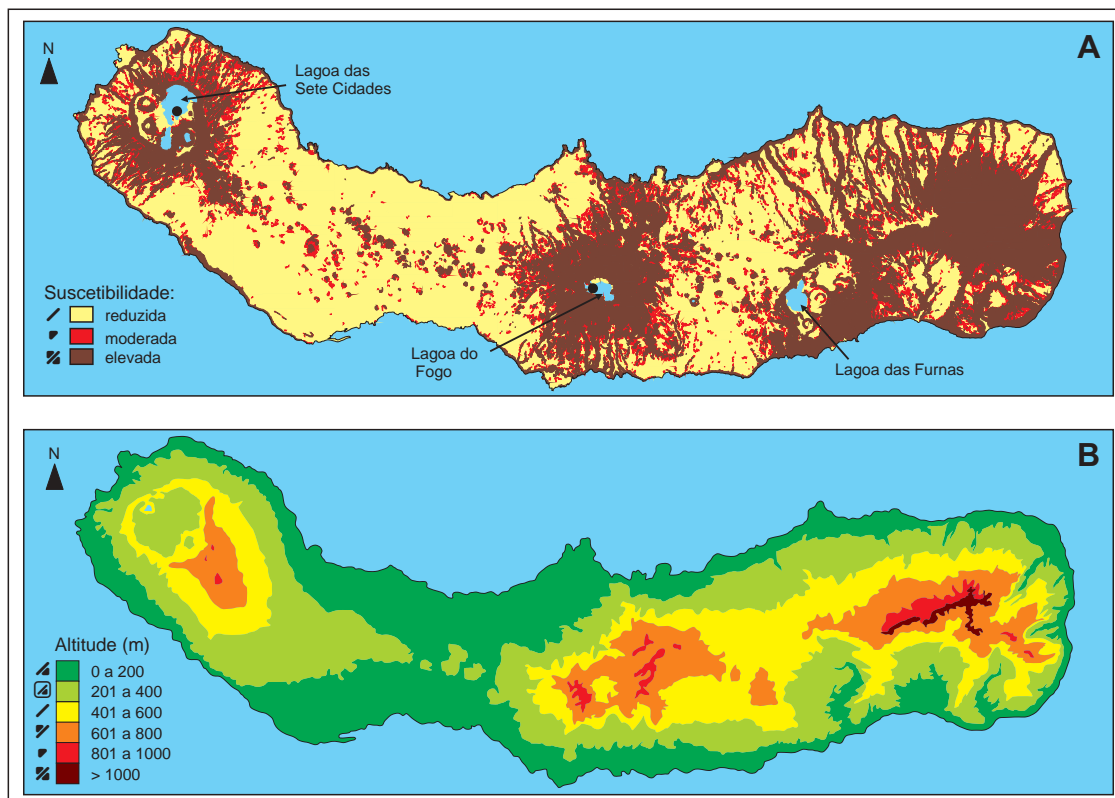 A
N
Lagoa das
Sete Cidades
Suscetibilidade:
reduzida
moderada
elevada
Lagoa do
Fogo
Lagoa das Furnas
B
N
Altitude (m)
0 a 200
201 a 400
401 a 600
601 a 800
801 a 1000
> 1000